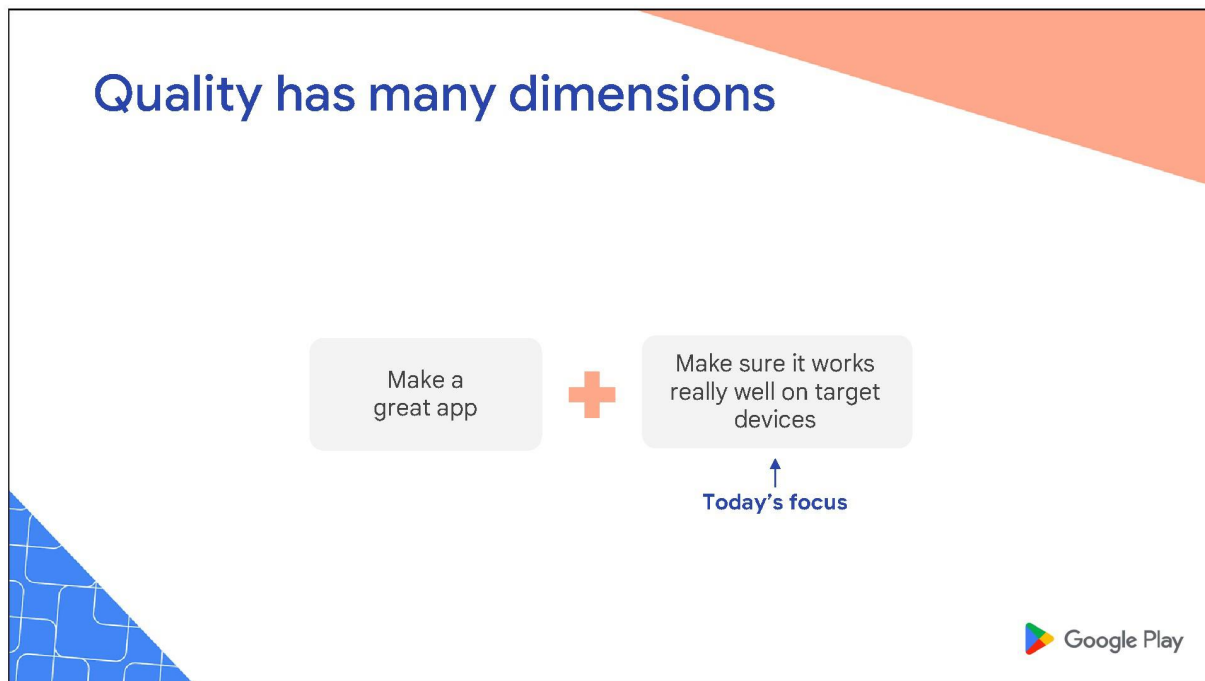 Quality has many dimensions
Make a
great app
Make sure it works
really well on target
devices
Today's focus
Google Play